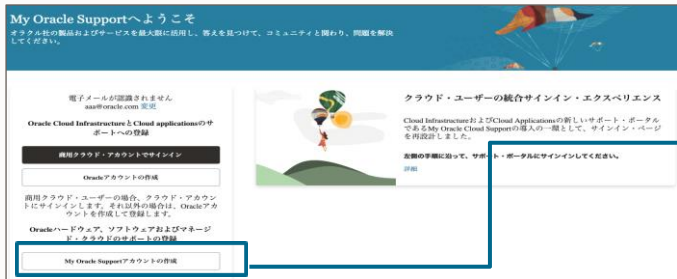 My Oracle Supportへようこそ
オラクル社の製品およびサービスを最大限に活用し、答えを見つけて、コミュニティと関わり、問題を解決
してください。
電子メールが認識されません
aaa@oracle.com 変更
Oracle Cloud InfrastructureとCloud applicationsのサ
ポートへの登録
商用クラウド・アカウントでサインイン
Oracleアカウントの作成
商用クラウド・ユーザーの場合、クラウド・アカウン
トにサインインします。それ以外の場合は、Oracleアカ
ウントを作成して登録します。
Oracleハードウェア、ソフトウェアおよびマネージ
ド・クラウドのサポートの登録
My Oracle Supportアカウントの作成
クラウド・ユーザーの統合サインイン・エクスペリエンス
Cloud InfrastructureおよびCloud Applicationsの新しいサポート・ポータル
であるMy Oracle Cloud Supportの導入の一環として、サインイン・ページ
を再設計しました。
左側の手順に沿って、サポート・ポータルにサインインしてください。
詳細